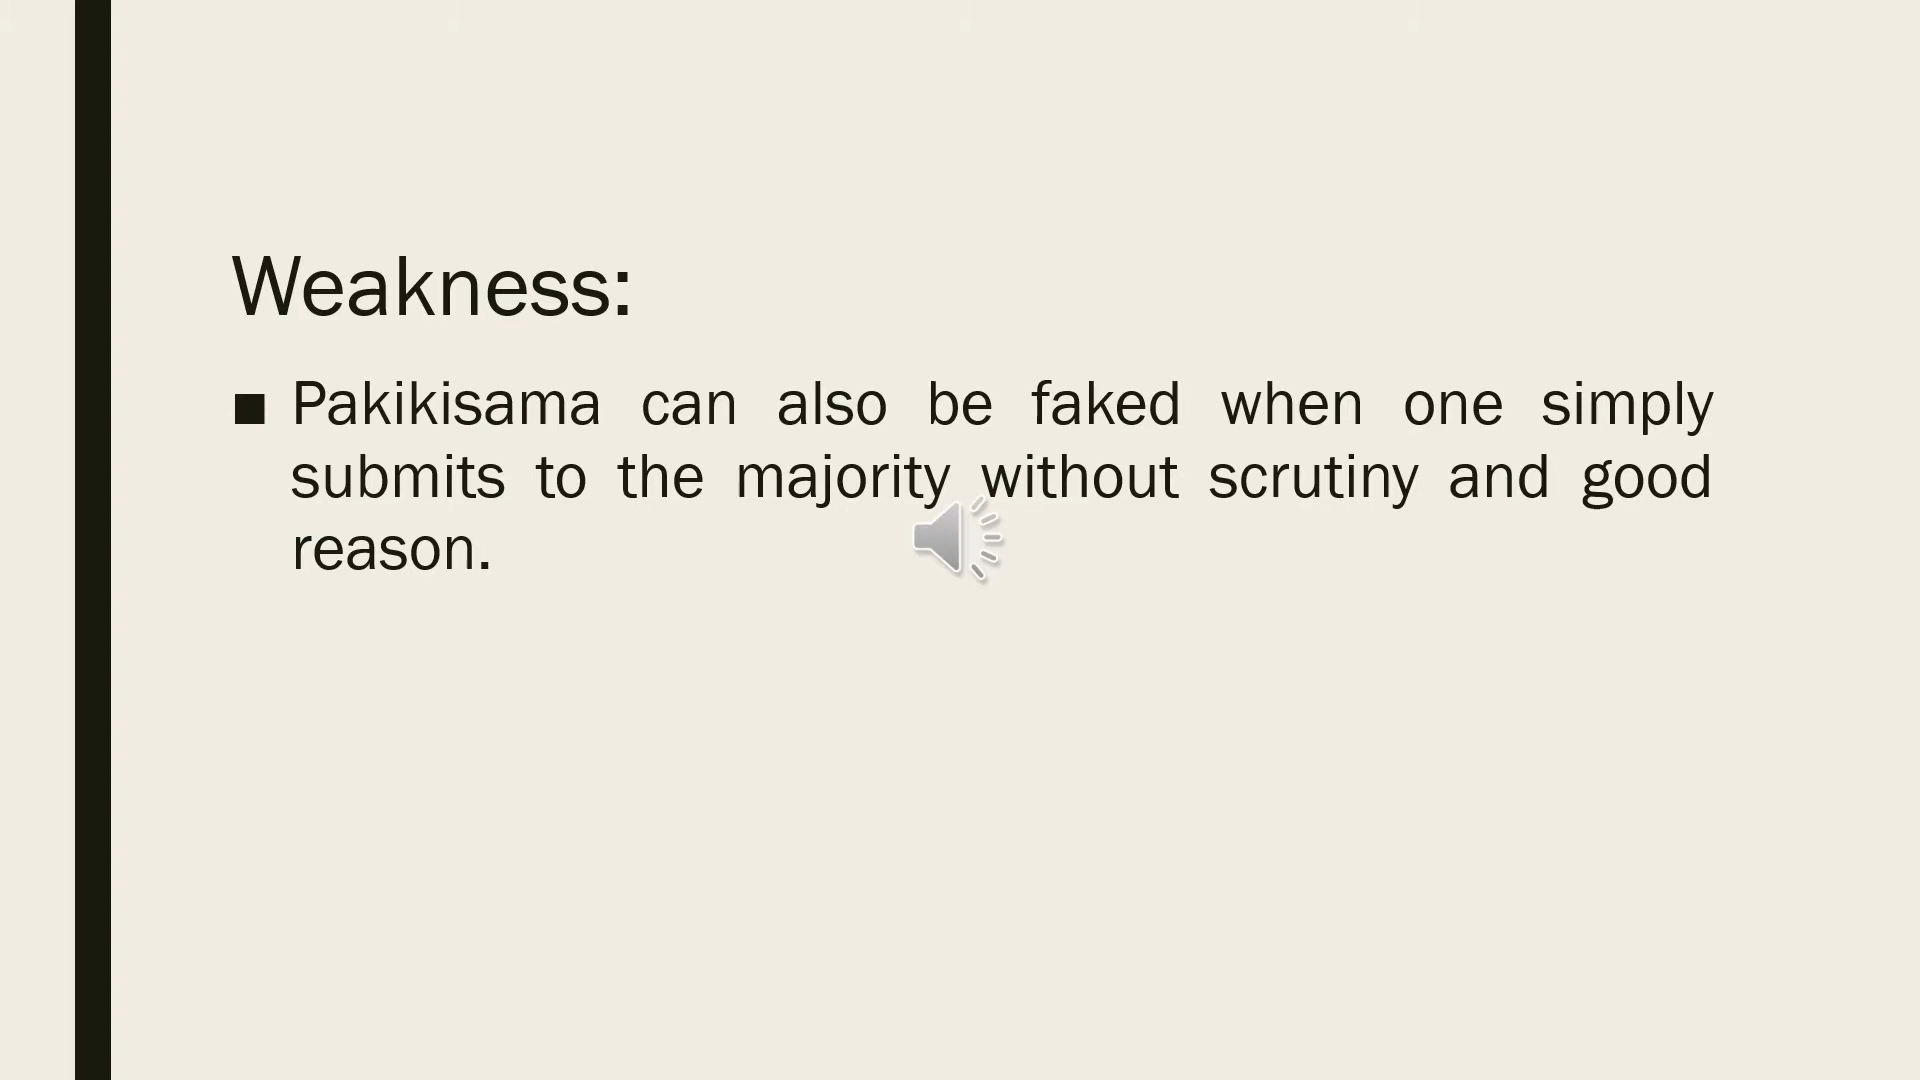 Weakness:
■ Pakikisama can also be faked when one simply
submits to the majority without scrutiny and good
reason.